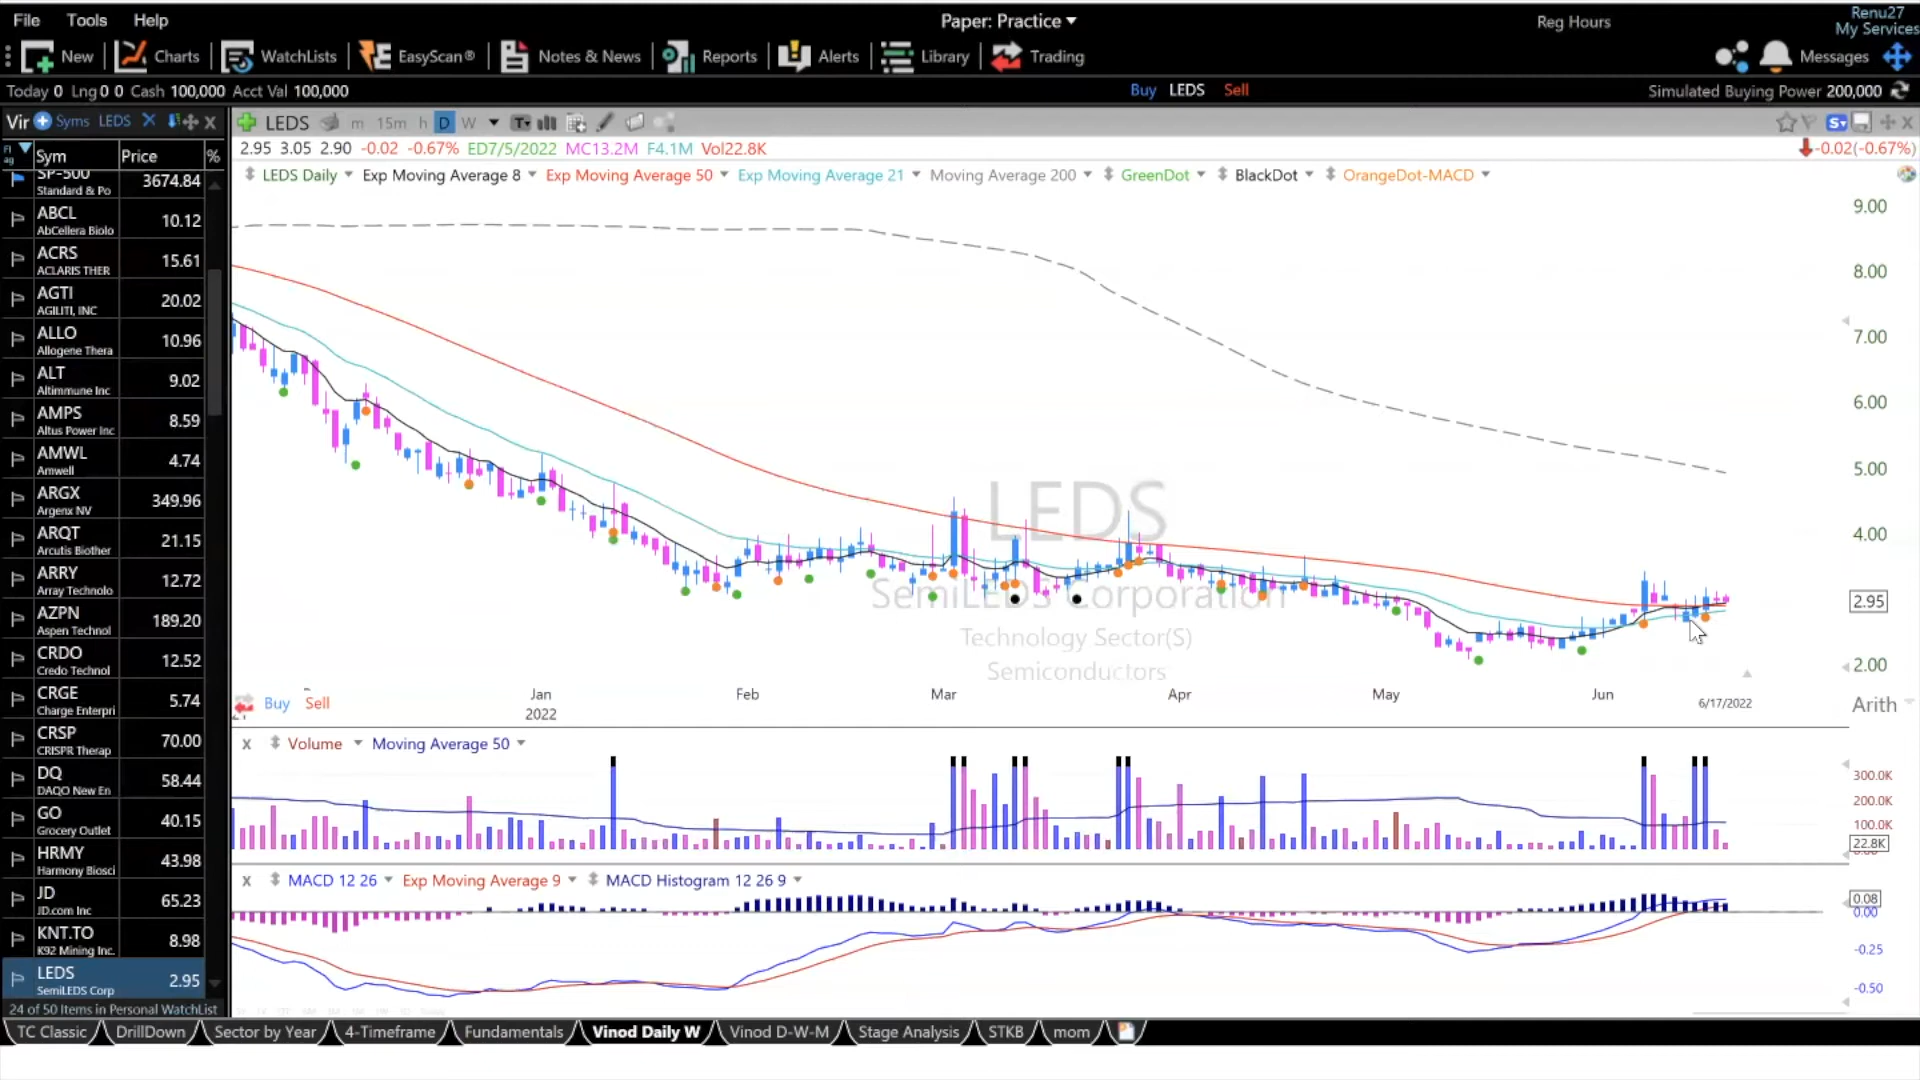 File Tools Help
Paper: Practice
Reg Hours
Renu27
My Services
New Charts WatchLists EasyScan® Notes & News Reports Alerts Library Trading
Messages
Today 0 Lng 0 0 Cash 100,000 Acct Val 100,000
Buy LEDS Sell
Simulated Buying Power 200,000
Vir Syms LEDS X
Flag Sym Price %
SP-500 3674.84
Standard & Po
ABCL 10.12
AbCellera Biolo
ACRS 15.61
ACLARIS THER
AGTI 20.02
AGILITI, INC
ALLO 10.96
Allogene Thera
ALT 9.02
Altimmune Inc
AMPS 8.59
Altus Power Inc
AMWL 4.74
Amwell
ARGX 349.96
Argenx NV
ARQT 21.15
Arcutis Biother
ARRY 12.72
Array Technolo
AZPN 189.20
Aspen Technol
CRDO 12.52
Credo Technol
CRGE 5.74
Charge Enterpri
CRSP 70.00
CRISPR Therap
DQ 58.44
DAQO New En
GO 40.15
Grocery Outlet
HRMY 43.98
Harmony Biosci
JD 65.23
JD.com Inc
KNT.TO 8.98
K92 Mining Inc.
LEDS 2.95
SemiLEDS Corp
24 of 50 Items in Personal WatchList
LEDS m 15m h D W
2.95 3.05 2.90 -0.02 -0.67% ED7/5/2022 MC13.2M F4.1M Vol22.8K
-0.02(-0.67%)
LEDS Daily Exp Moving Average 8 Exp Moving Average 50 Exp Moving Average 21 Moving Average 200 GreenDot BlackDot OrangeDot-MACD
9.00
8.00
7.00
6.00
5.00
4.00
2.95
2.00
LEDS
SemiLEDS Corporation
Technology Sector(S)
Semiconductors
Jan Feb Mar Apr May Jun
2022
6/17/2022
Buy Sell
Arith
x Volume Moving Average 50
300.0K
200.0K
100.0K
22.8K
x MACD 12 26 Exp Moving Average 9 MACD Histogram 12 26 9
0.08
0.00
-0.25
-0.50
TC Classic DrillDown Sector by Year 4-Timeframe Fundamentals Vinod Daily W Vinod D-W-M Stage Analysis STKB mom